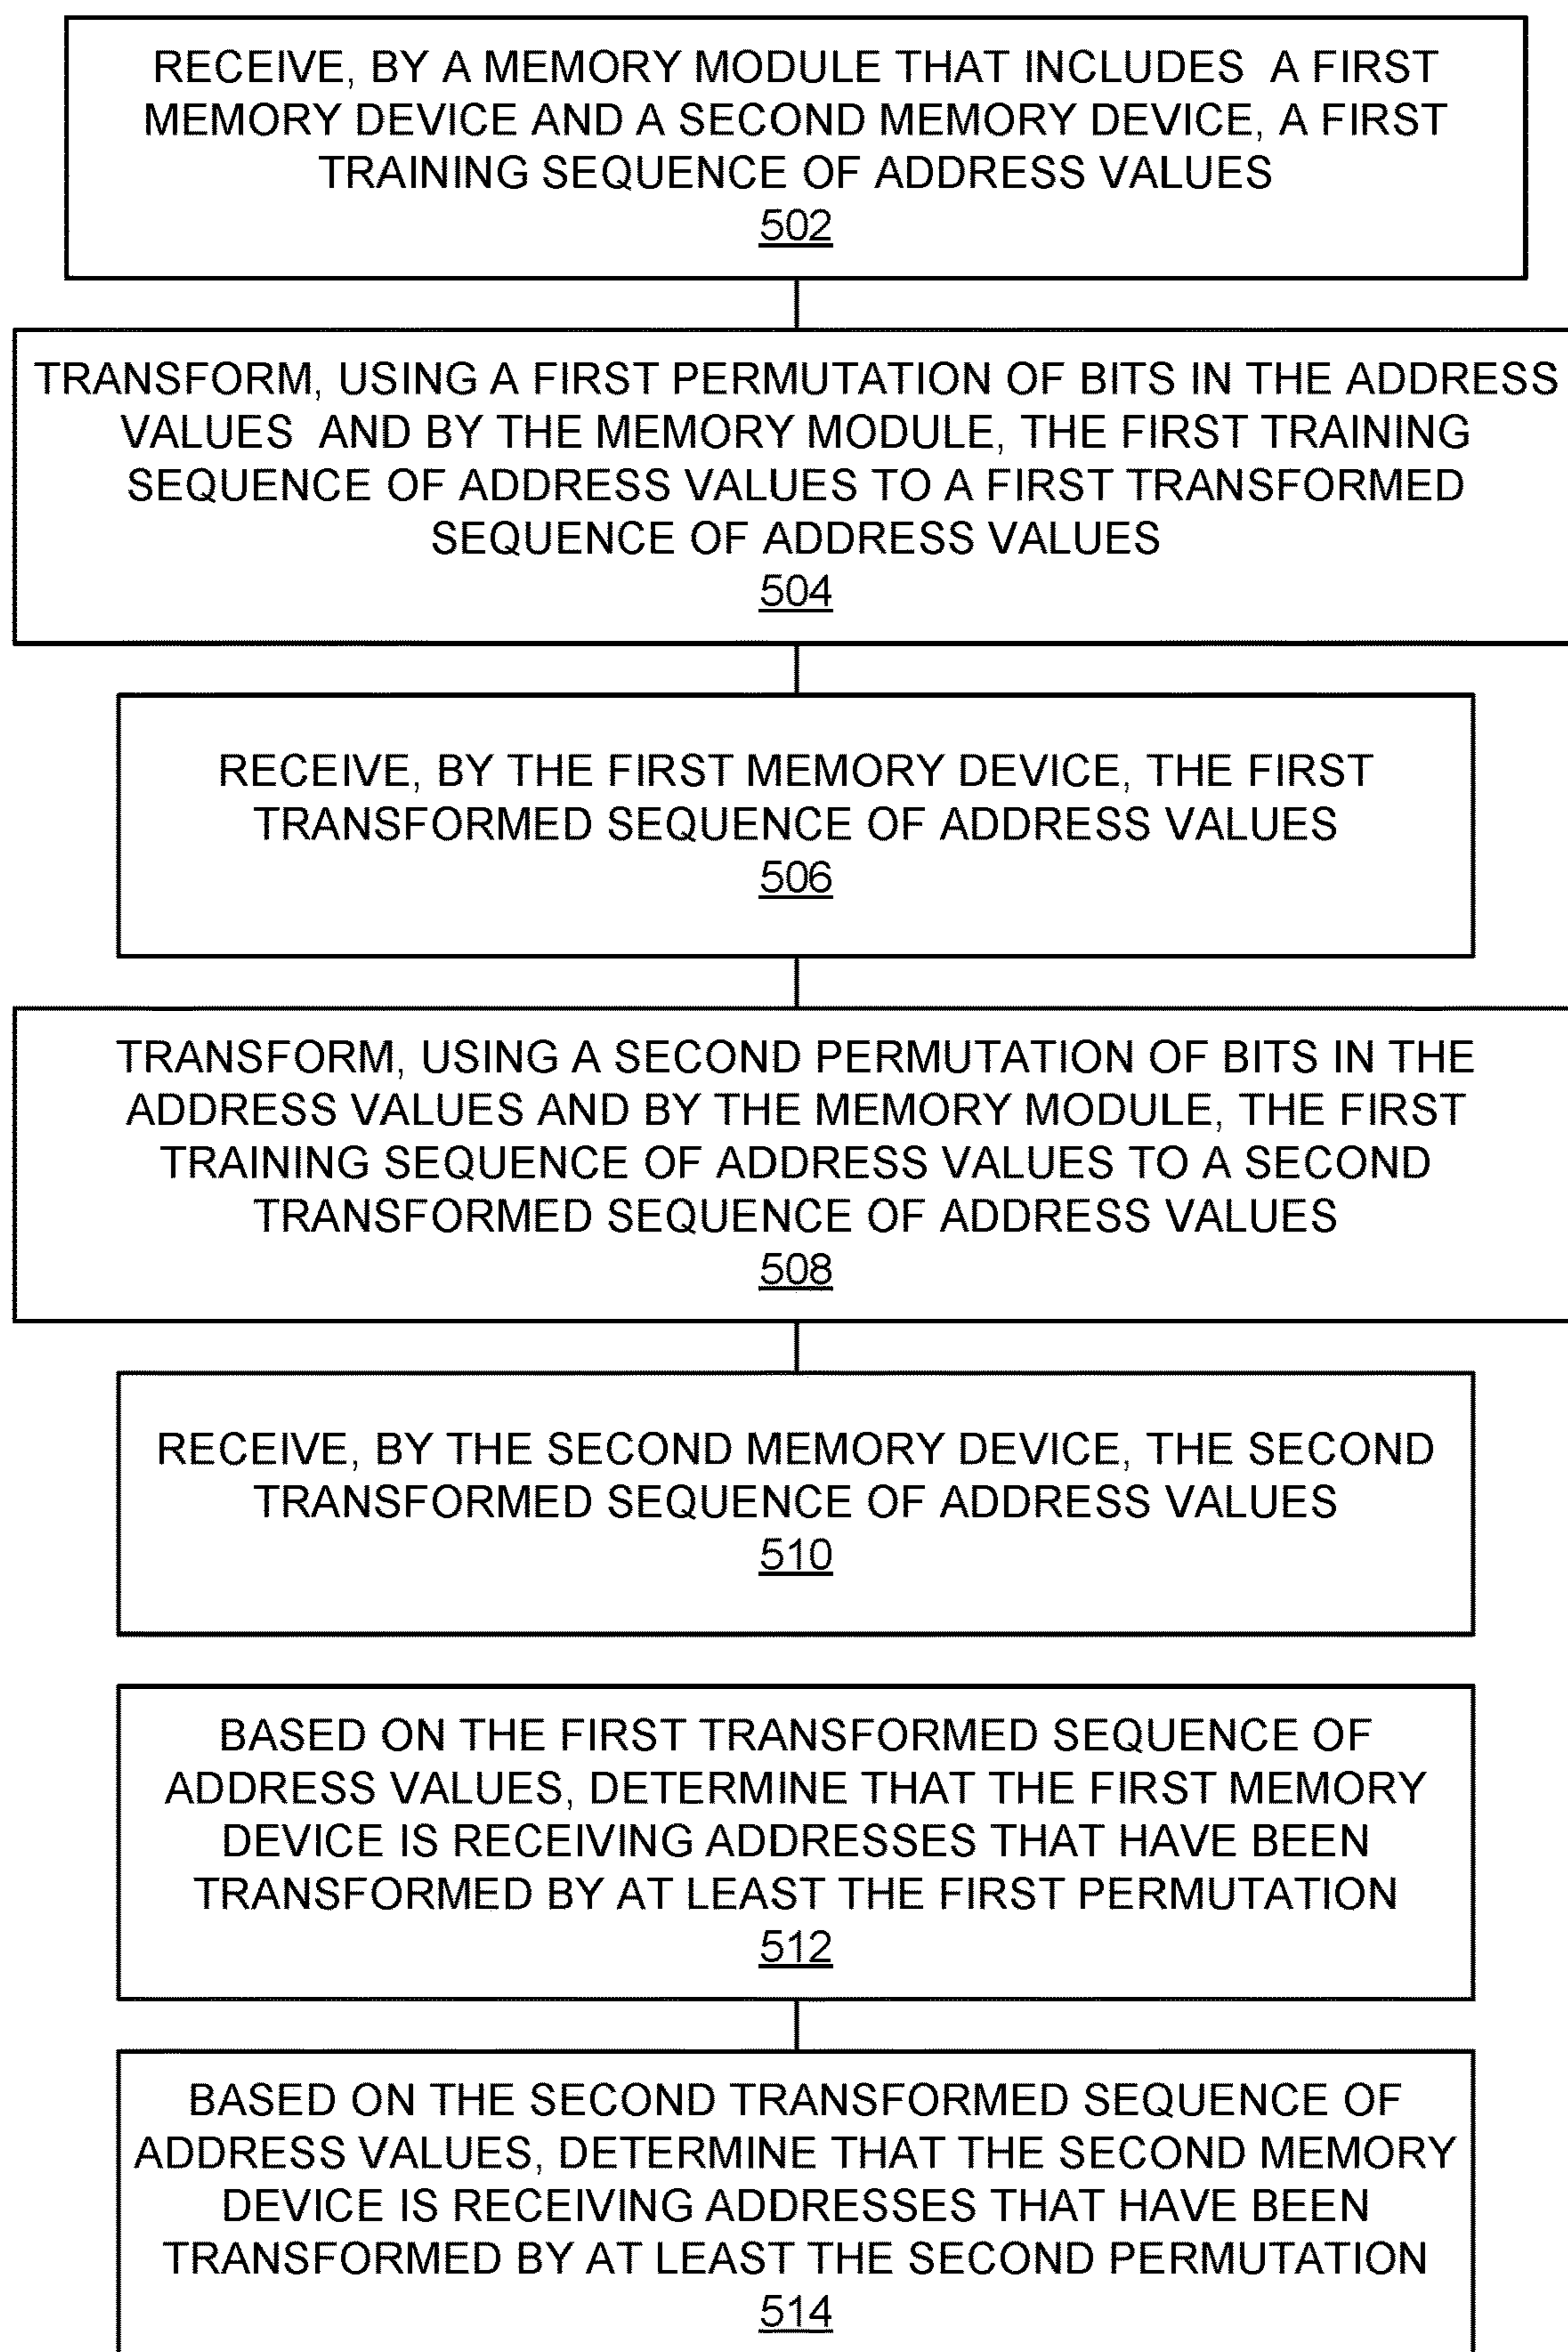 RECEIVE, BY A MEMORY MODULE THAT INCLUDES A FIRST
MEMORY DEVICE AND A SECOND MEMORY DEVICE, A FIRST
TRAINING SEQUENCE OF ADDRESS VALUES
502
TRANSFORM, USING A FIRST PERMUTATION OF BITS IN THE ADDRESS
VALUES AND BY THE MEMORY MODULE, THE FIRST TRAINING
SEQUENCE OF ADDRESS VALUES TO A FIRST TRANSFORMED
SEQUENCE OF ADDRESS VALUES
504
RECEIVE, BY THE FIRST MEMORY DEVICE, THE FIRST
TRANSFORMED SEQUENCE OF ADDRESS VALUES
506
TRANSFORM, USING A SECOND PERMUTATION OF BITS IN THE
ADDRESS VALUES AND BY THE MEMORY MODULE, THE FIRST
TRAINING SEQUENCE OF ADDRESS VALUES TO A SECOND
TRANSFORMED SEQUENCE OF ADDRESS VALUES
508
RECEIVE, BY THE SECOND MEMORY DEVICE, THE SECOND
TRANSFORMED SEQUENCE OF ADDRESS VALUES
510
BASED ON THE FIRST TRANSFORMED SEQUENCE OF
ADDRESS VALUES, DETERMINE THAT THE FIRST MEMORY
DEVICE IS RECEIVING ADDRESSES THAT HAVE BEEN
TRANSFORMED BY AT LEAST THE FIRST PERMUTATION
512
BASED ON THE SECOND TRANSFORMED SEQUENCE OF
ADDRESS VALUES, DETERMINE THAT THE SECOND MEMORY
DEVICE IS RECEIVING ADDRESSES THAT HAVE BEEN
TRANSFORMED BY AT LEAST THE SECOND PERMUTATION
514